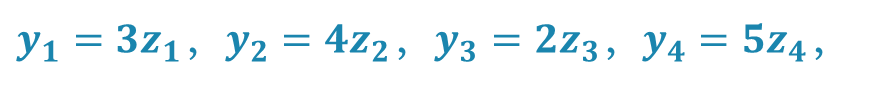 y₁ = 3z₁, y₂ = 4z₂, y₃ = 2z₃, y₄ = 5z₄,